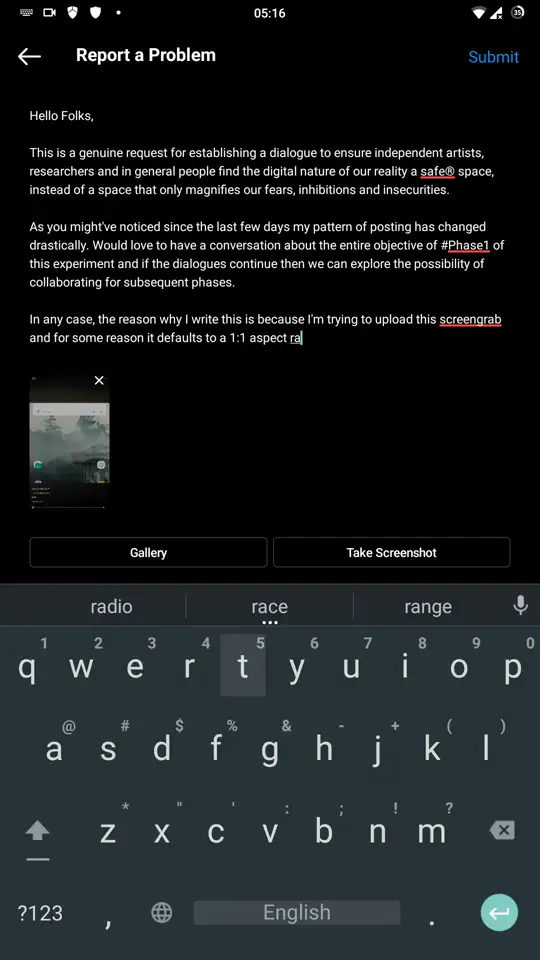 05:16
35
Report a Problem
Submit
Hello Folks,
This is a genuine request for establishing a dialogue to ensure independent artists,
researchers and in general people find the digital nature of our reality a safe® space,
instead of a space that only magnifies our fears, inhibitions and insecurities.
As you might've noticed since the last few days my pattern of posting has changed
drastically. Would love to have a conversation about the entire objective of #Phase1 of
this experiment and if the dialogues continue then we can explore the possibility of
collaborating for subsequent phases.
In any case, the reason why I write this is because I'm trying to upload this screengrab
and for some reason it defaults to a 1:1 aspect ra
Gallery
Take Screenshot
radio race range
1 2 3 4 5 6 7 8 9 0
q w e r t y u i o p
@ # $ % & - + ( )
a s d f g h j k l
* " ' : ; ! ?
z x c v b n m
?123 , English .